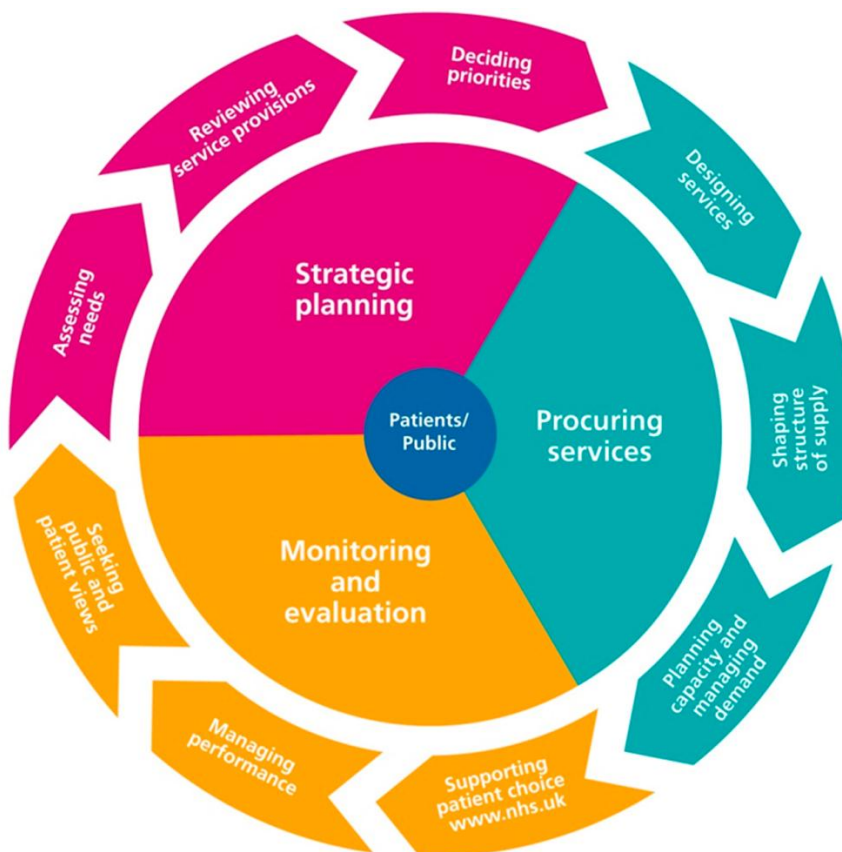 Deciding
priorities
Designing
services
Shaping
structure
of supply
Planning
capacity and
managing
demand
Supporting
patient choice
www.nhs.uk
Managing
performance
Seeking
public and
patient views
Assessing
needs
Reviewing
service provisions
Strategic
planning
Procuring
services
Monitoring
and
evaluation
Patients/
Public